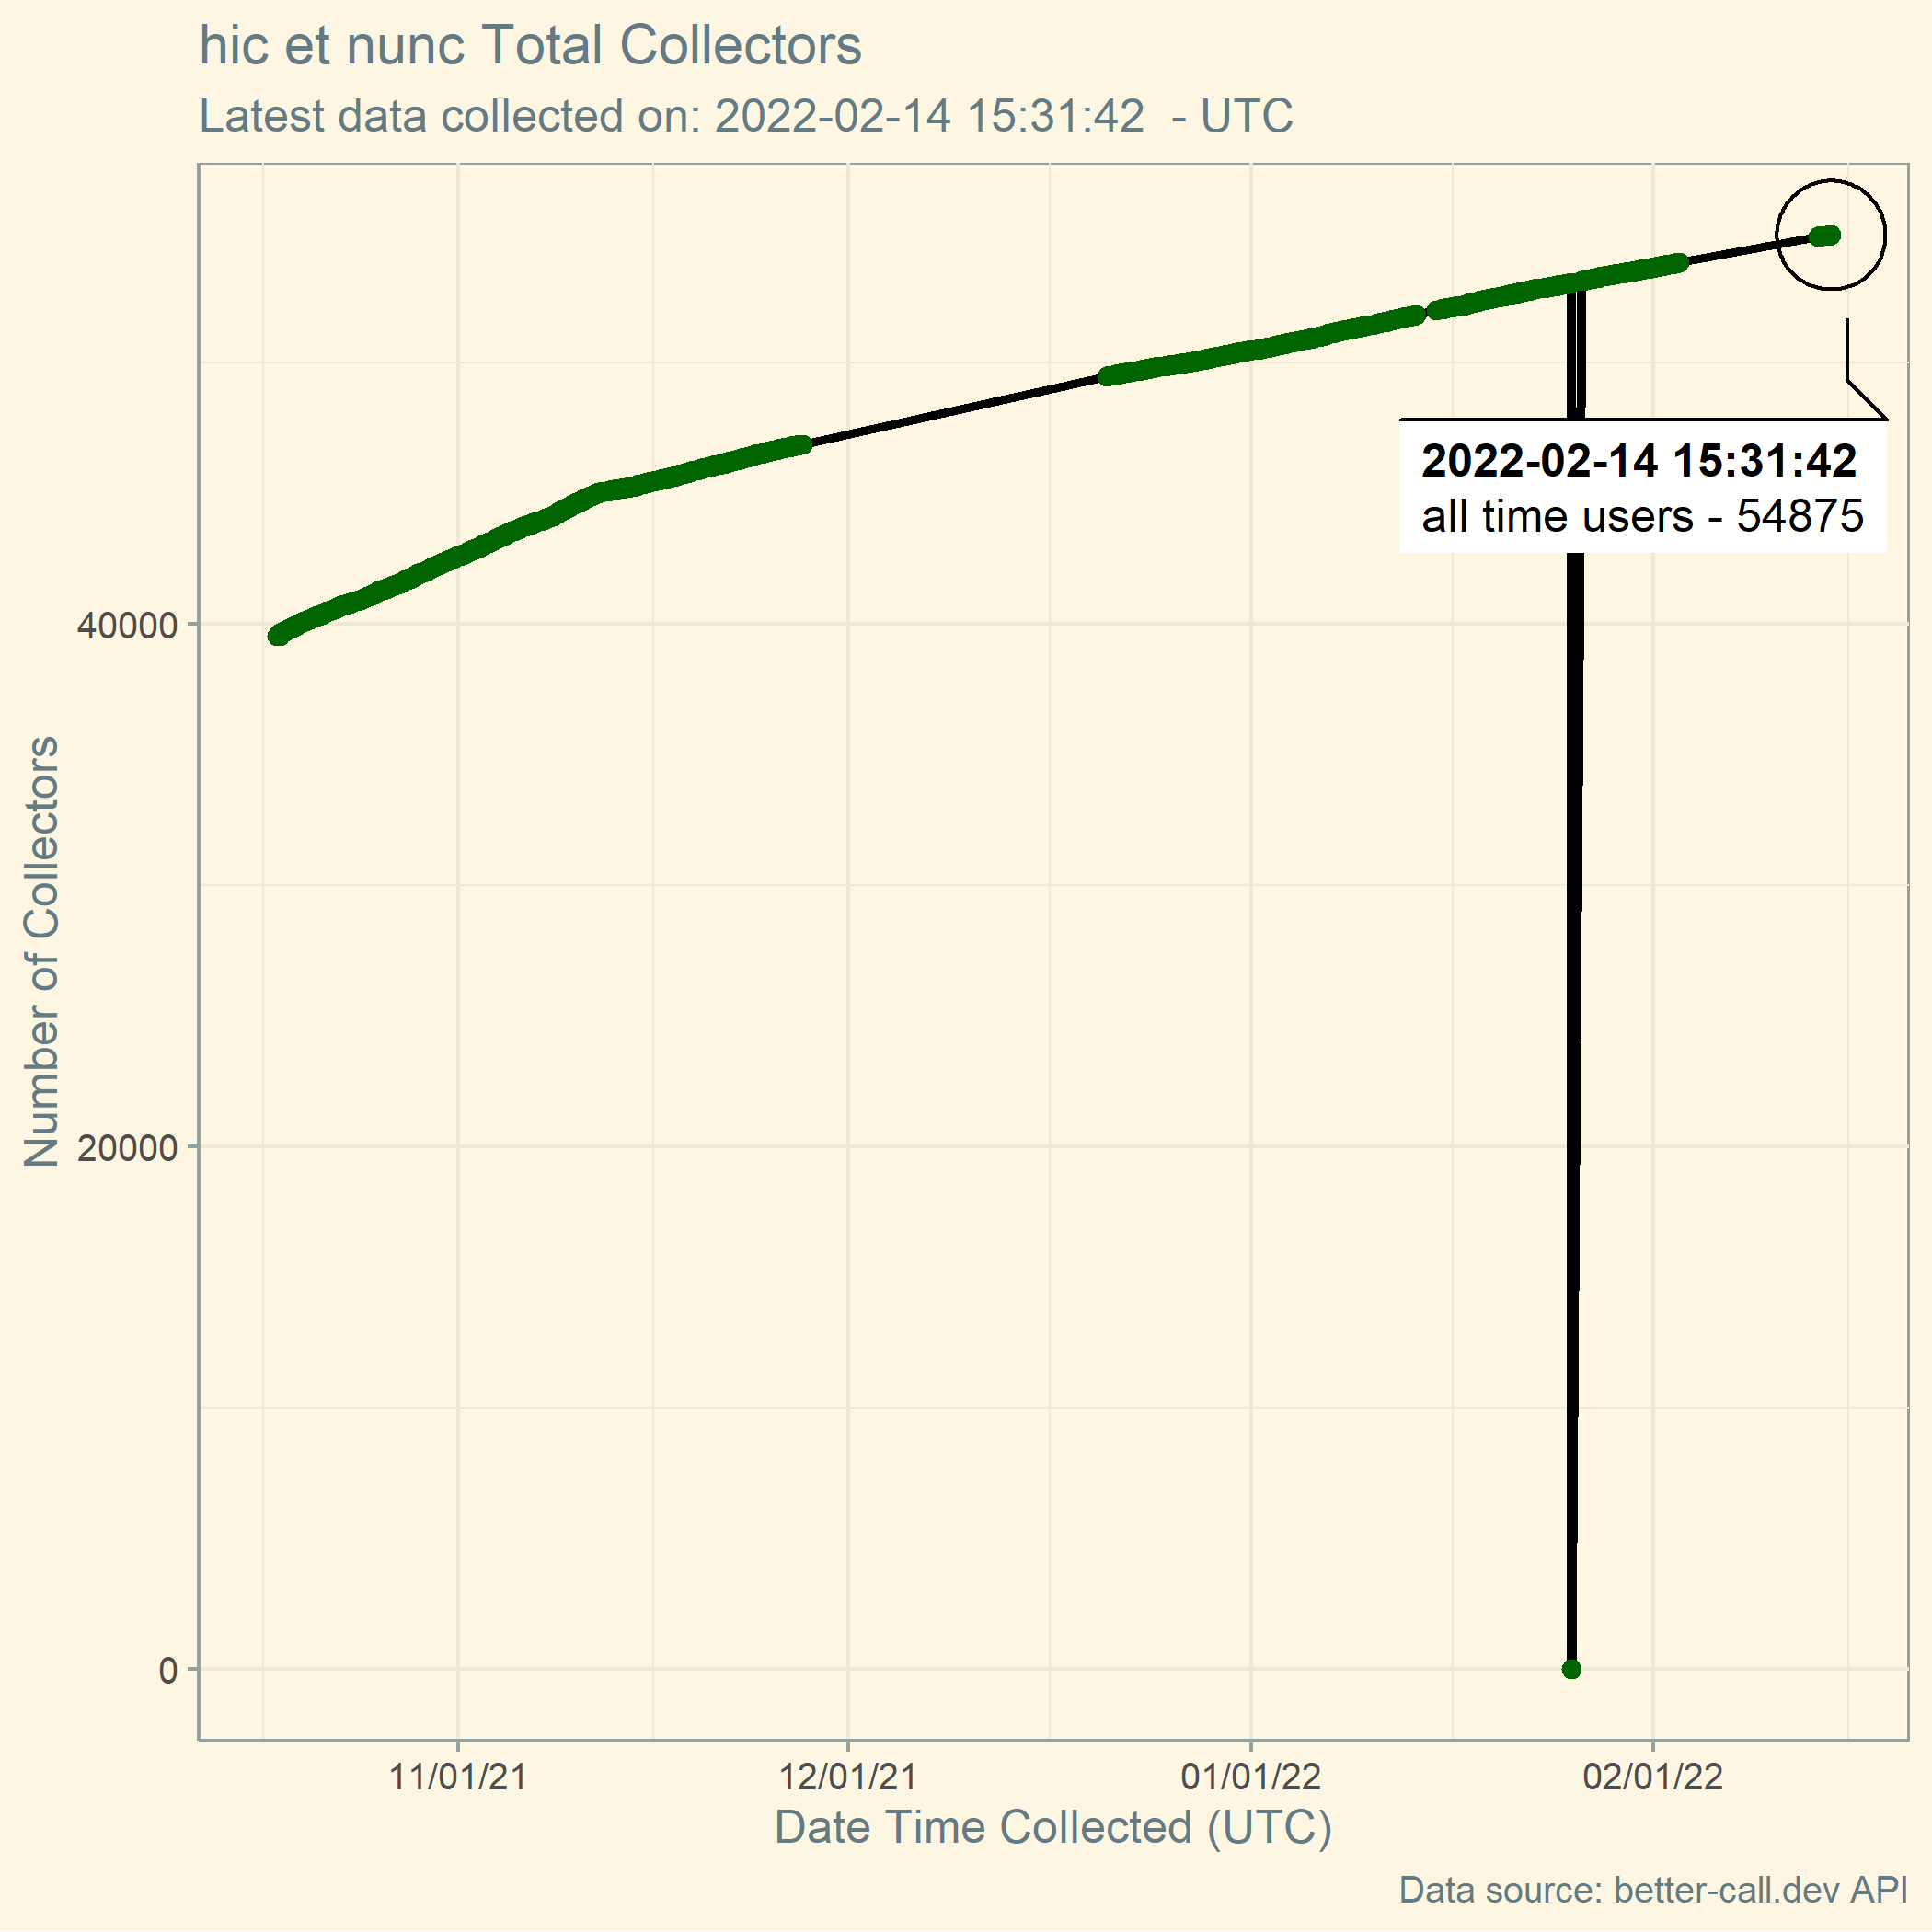 hic et nunc Total Collectors
Latest data collected on: 2022-02-14 15:31:42  - UTC
2022-02-14 15:31:42
all time users - 54875
Number of Collectors
40000
20000
0
11/01/21
12/01/21
01/01/22
02/01/22
Date Time Collected (UTC)
Data source: better-call.dev API